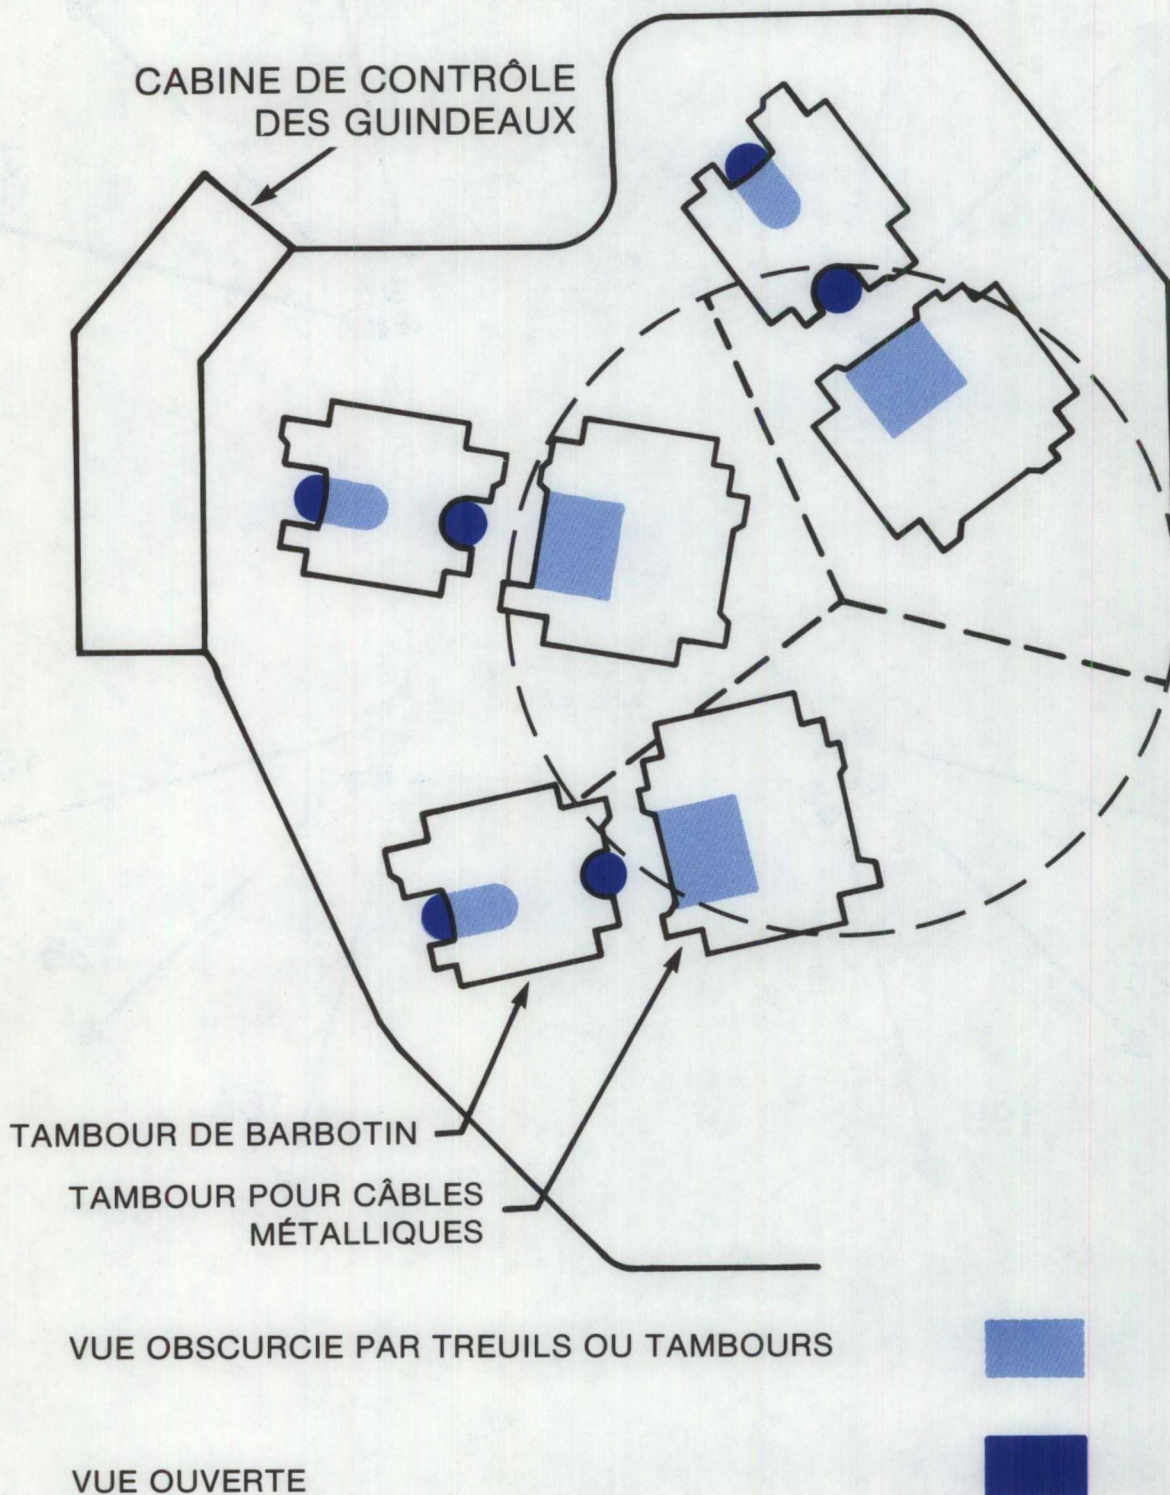 CABINE DE CONTRÔLE
DES GUINDEAUX
TAMBOUR DE BARBOTIN
TAMBOUR POUR CÂBLES
MÉTALLIQUES
VUE OBSCURCIE PAR TREUILS OU TAMBOURS
VUE OUVERTE